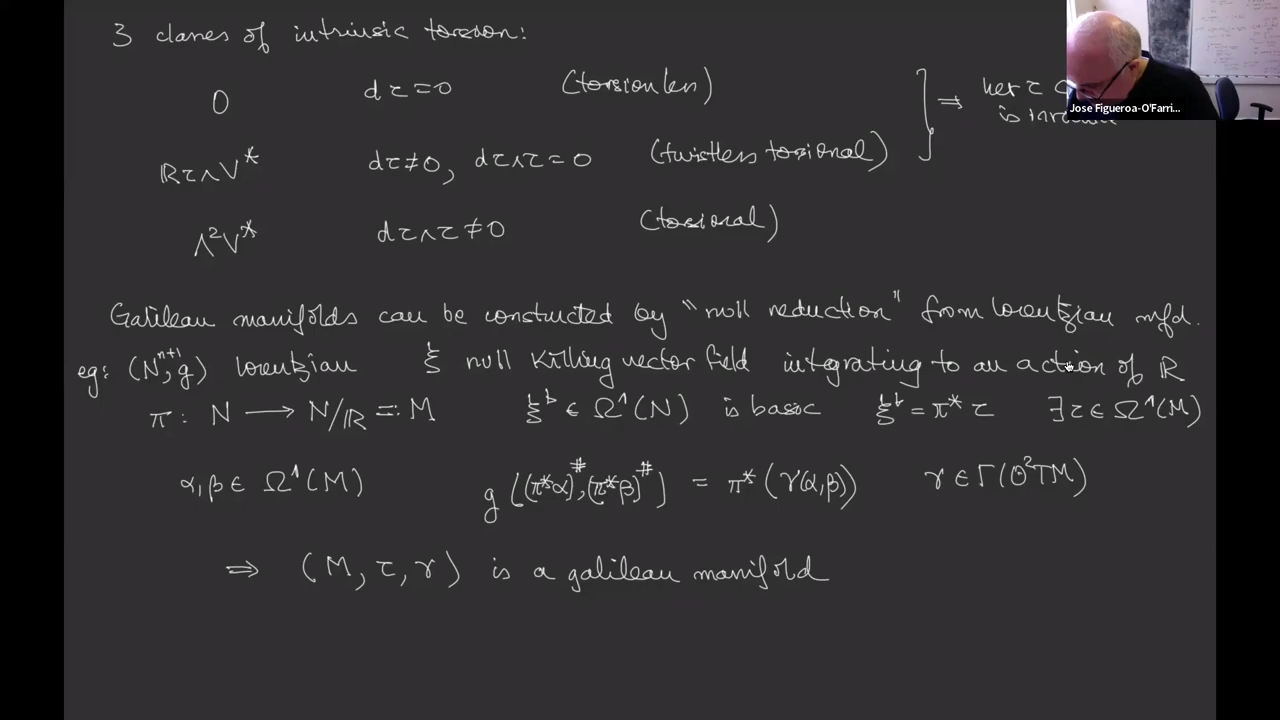 3 classes of intrinsic torsion:
0 dτ=0 (torsionless) } ⇒ ker τ
is
ℝτ∧V* dτ≠0, dτ∧τ=0 (twistless torsional)
Λ²V* dτ∧τ≠0 (torsional)
Galilean manifolds can be constructed by "null reduction" from lorentzian mfd.
eg: (Nⁿ⁺¹, g) lorentzian ξ null Killing vector field integrating to an action of ℝ
π: N ⟶ N/ℝ =: M ξ♭ ∈ Ω¹(N) is basic ξ♭ = π*τ ∃τ∈Ω¹(M)
α,β ∈ Ω¹(M) g((π*α)^#, (π*β)^#) = π*(γ(α,β)) γ∈Γ(⊙²TM)
⇒ (M, τ, γ) is a galilean manifold
Jose Figueroa-O'Farri...